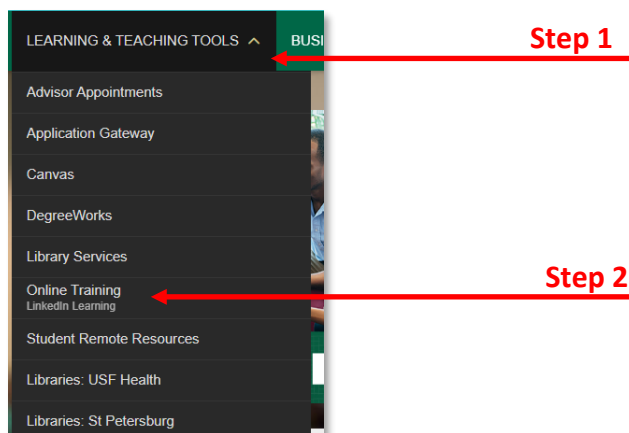 LEARNING & TEACHING TOOLS BUSI
Step 1
Advisor Appointments
Application Gateway
Canvas
DegreeWorks
Library Services
Online Training
LinkedIn Learning
Step 2
Student Remote Resources
Libraries: USF Health
Libraries: St Petersburg